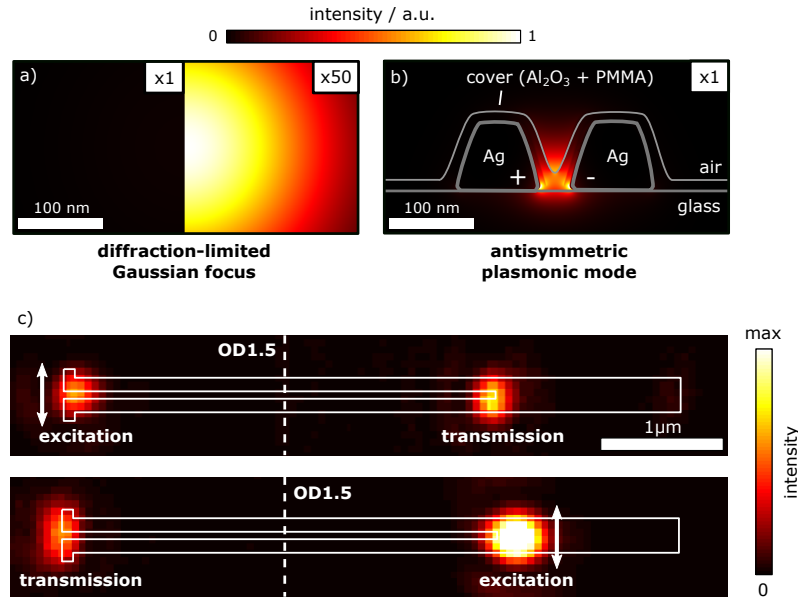 intensity / a.u.
0
1
a)
x1
x50
100 nm
diffraction-limited
Gaussian focus
b)
cover (Al₂O₃ + PMMA)
x1
Ag
Ag
+
-
air
glass
100 nm
antisymmetric
plasmonic mode
c)
OD1.5
excitation
transmission
1µm
OD1.5
transmission
excitation
max
intensity
0